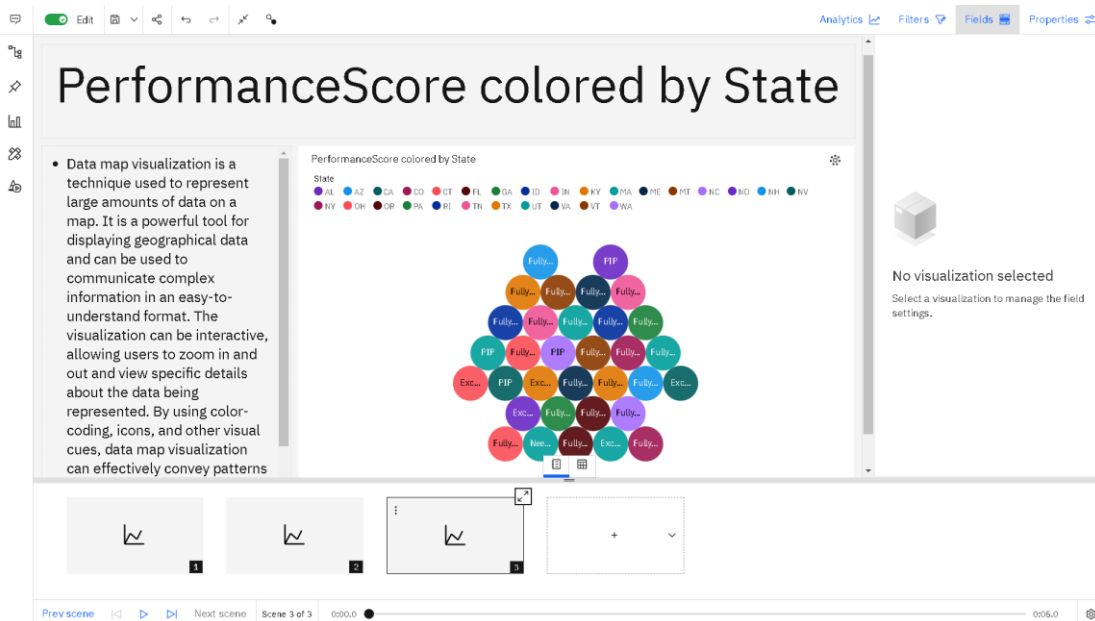 Edit
Analytics
Filters
Fields
Properties
PerformanceScore colored by State
• Data map visualization is a
technique used to represent
large amounts of data on a
map. It is a powerful tool for
displaying geographical data
and can be used to
communicate complex
information in an easy-to-
understand format. The
visualization can be interactive,
allowing users to zoom in and
out and view specific details
about the data being
represented. By using color-
coding, icons, and other visual
cues, data map visualization
can effectively convey patterns
PerformanceScore colored by State
State
AL AZ CA CO CT FL GA ID IN KY MA ME MT NC ND NH NV
NY OH OR PA RI TN TX UT VA VT WA
Fully... PIP
Fully... Fully... Fully... Fully...
Fully... Fully... Fully... Fully... Fully...
PIP Fully... PIP Fully... Fully... Fully...
Exc... PIP Exc... Fully... Fully... Fully... Exc...
Exc... Fully... Fully... Fully...
Fully... Nee... Fully... Exc... Fully...
No visualization selected
Select a visualization to manage the field
settings.
1
2
3
+
Prev scene
Next scene
Scene 3 of 3
0:00.0
0:05.0